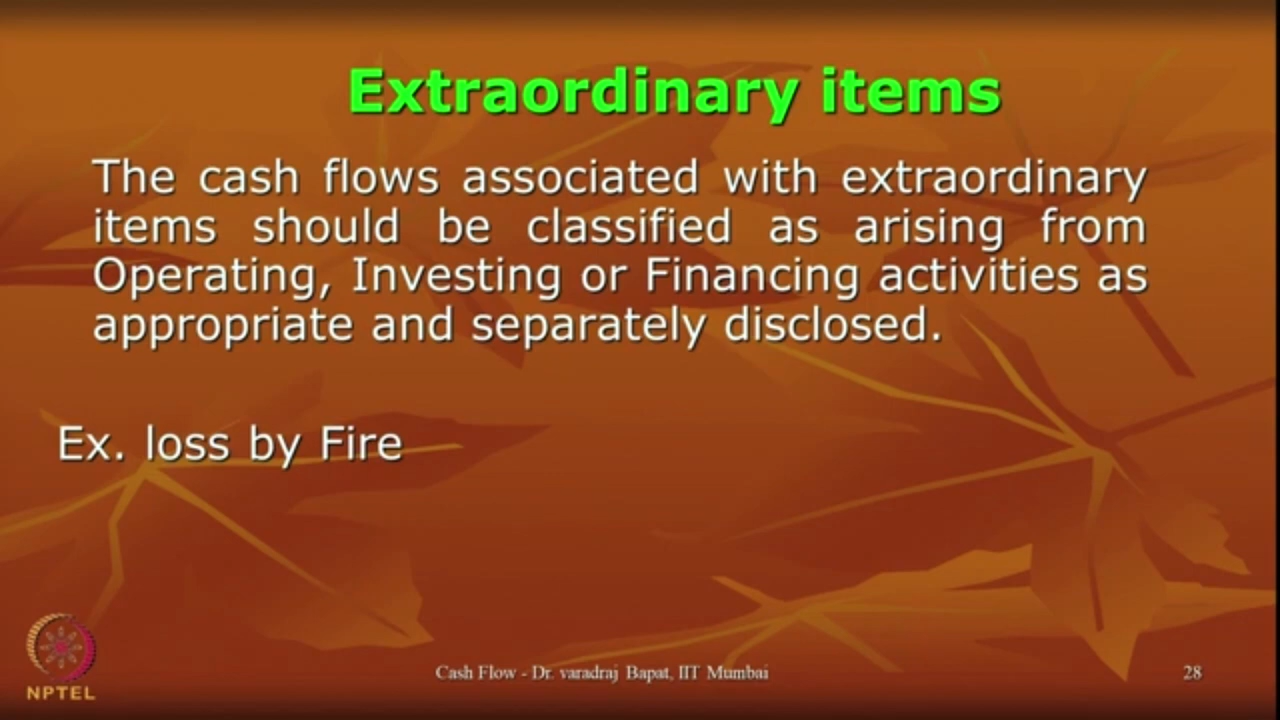 Extraordinary items
The cash flows associated with extraordinary
items should be classified as arising from
Operating, Investing or Financing activities as
appropriate and separately disclosed.
Ex. loss by Fire
NPTEL
Cash Flow - Dr. varadraj Bapat, IIT Mumbai
28